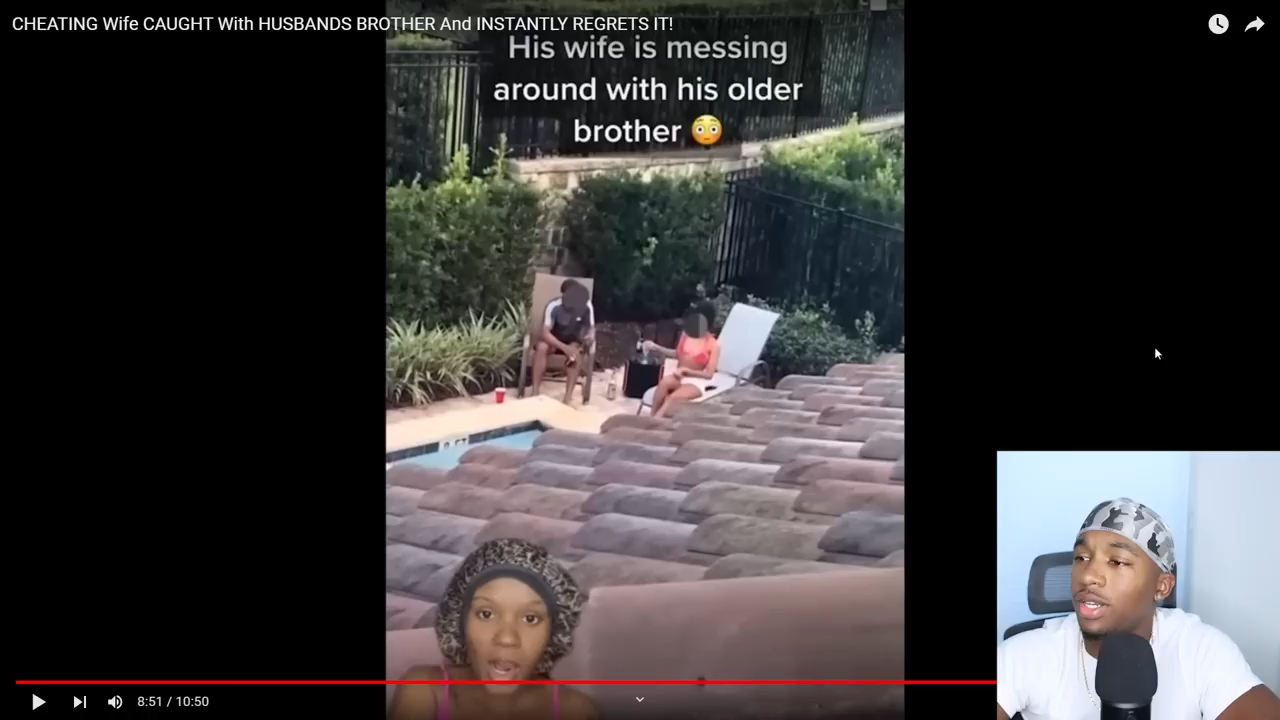 CHEATING Wife CAUGHT With HUSBANDS BROTHER And INSTANTLY REGRETS IT!
His wife is messing
around with his older
brother 😳
8:51 / 10:50